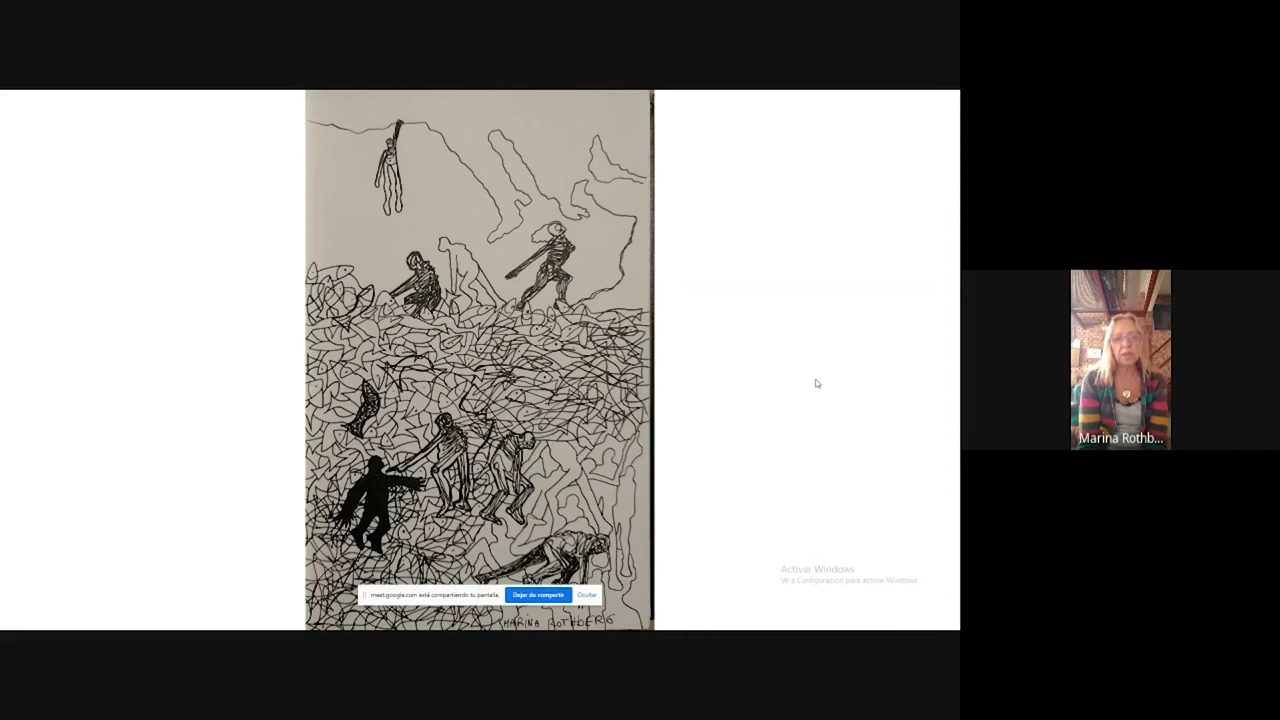 meet.google.com está compartiendo tu pantalla.
Dejar de compartir
Ocultar
MARINA ROTHBERG
Activar Windows
Ve a Configuración para activar Windows
Marina Rothb...